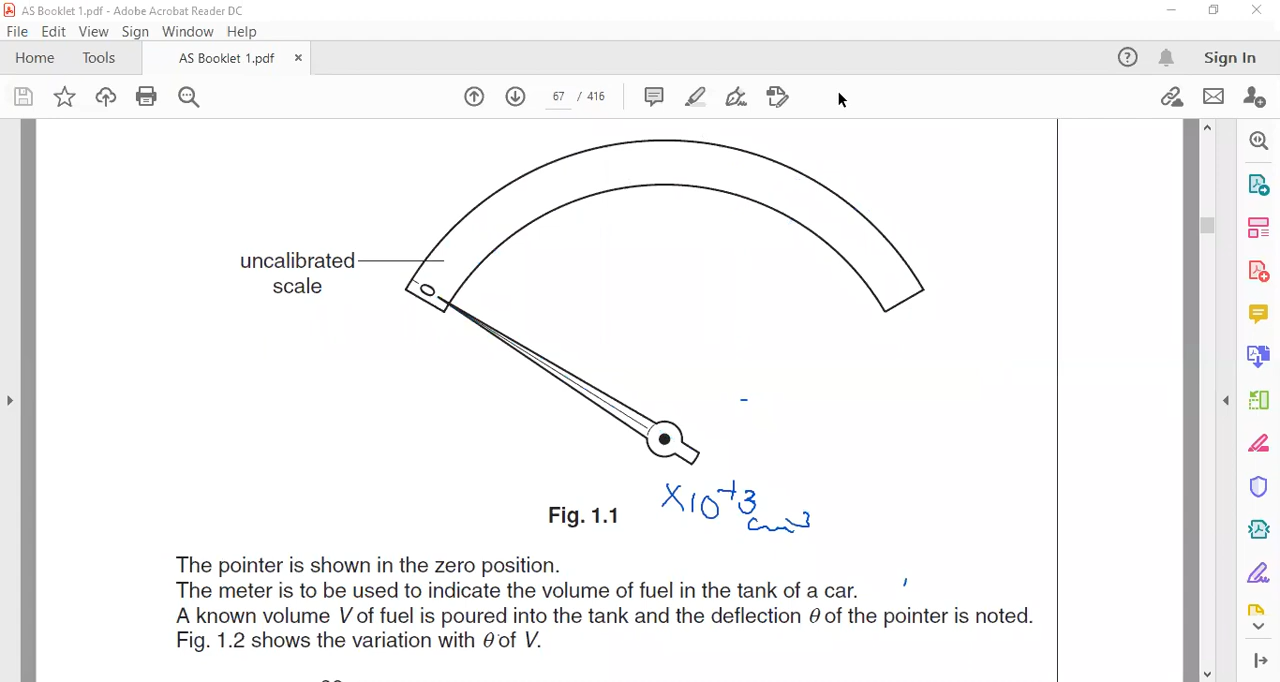 AS Booklet 1.pdf - Adobe Acrobat Reader DC
File Edit View Sign Window Help
Home Tools AS Booklet 1.pdf × Sign In
67 / 416
uncalibrated
scale
0
Fig. 1.1
×10+3
cm3
The pointer is shown in the zero position.
The meter is to be used to indicate the volume of fuel in the tank of a car.
A known volume V of fuel is poured into the tank and the deflection θ of the pointer is noted.
Fig. 1.2 shows the variation with θ of V.